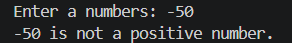 Enter a numbers: -50
-50 is not a positive number.